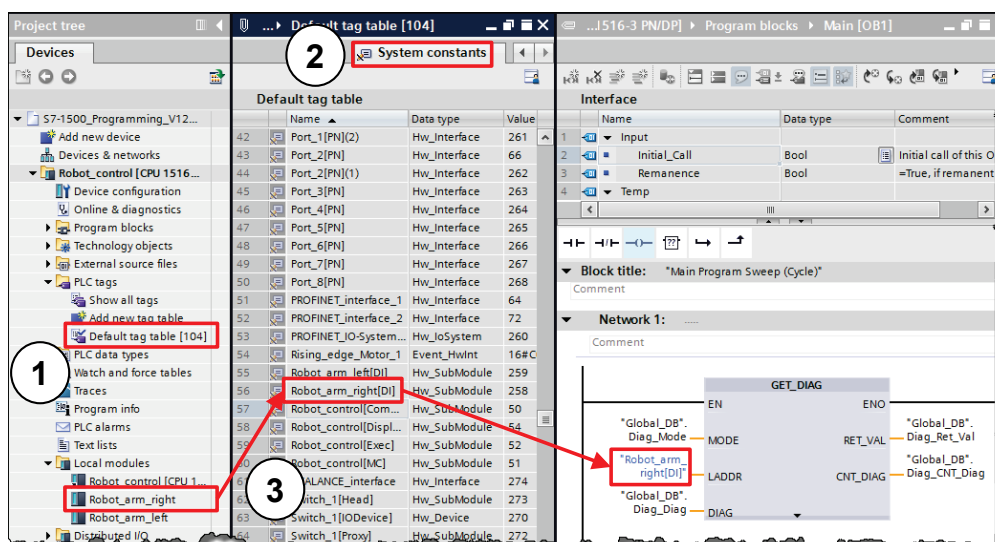 Project tree
Devices
S7-1500_Programming_V12...
Add new device
Devices & networks
Robot_control [CPU 1516...
Device configuration
Online & diagnostics
Program blocks
Technology objects
External source files
PLC tags
Show all tags
Add new tag table
Default tag table [104]
PLC data types
Watch and force tables
Traces
Program info
PLC alarms
Text lists
Local modules
Robot_control [CPU 1...
Robot_arm_right
Robot_arm_left
Distributed I/O
1
...▸ Default tag table [104]
2
System constants
Default tag table
Name Data type Value
42 Port_1[PN](2) Hw_Interface 261
43 Port_2[PN] Hw_Interface 66
44 Port_2[PN](1) Hw_Interface 262
45 Port_3[PN] Hw_Interface 263
46 Port_4[PN] Hw_Interface 264
47 Port_5[PN] Hw_Interface 265
48 Port_6[PN] Hw_Interface 266
49 Port_7[PN] Hw_Interface 267
50 Port_8[PN] Hw_Interface 268
51 PROFINET_interface_1 Hw_Interface 64
52 PROFINET_interface_2 Hw_Interface 72
53 PROFINET_IO-System... Hw_IoSystem 260
54 Rising_edge_Motor_1 Event_HwInt 16#C
55 Robot_arm_left[DI] Hw_SubModule 259
56 Robot_arm_right[DI] Hw_SubModule 258
57 Robot_control[Com... Hw_SubModule 50
58 Robot_control[Displ... Hw_SubModule 54
59 Robot_control[Exec] Hw_SubModule 52
Robot_control[MC] Hw_SubModule 51
SCALANCE_interface Hw_Interface 274
Switch_1[Head] Hw_SubModule 273
63 Switch_1[IODevice] Hw_Device 270
64 Switch_1[Proxy] Hw_SubModule 272
3
...1516-3 PN/DP] ▸ Program blocks ▸ Main [OB1]
Interface
Name Data type Comment
1 Input
2 Initial_Call Bool Initial call of this O
3 Remanence Bool =True, if remanent
4 Temp
??
Block title: "Main Program Sweep (Cycle)"
Comment
Network 1: .....
Comment
GET_DIAG
EN ENO
"Global_DB".
Diag_Mode MODE
"Robot_arm_
right[DI]" LADDR
"Global_DB".
Diag_Diag DIAG
"Global_DB".
RET_VAL Diag_Ret_Val
"Global_DB".
CNT_DIAG Diag_CNT_Diag